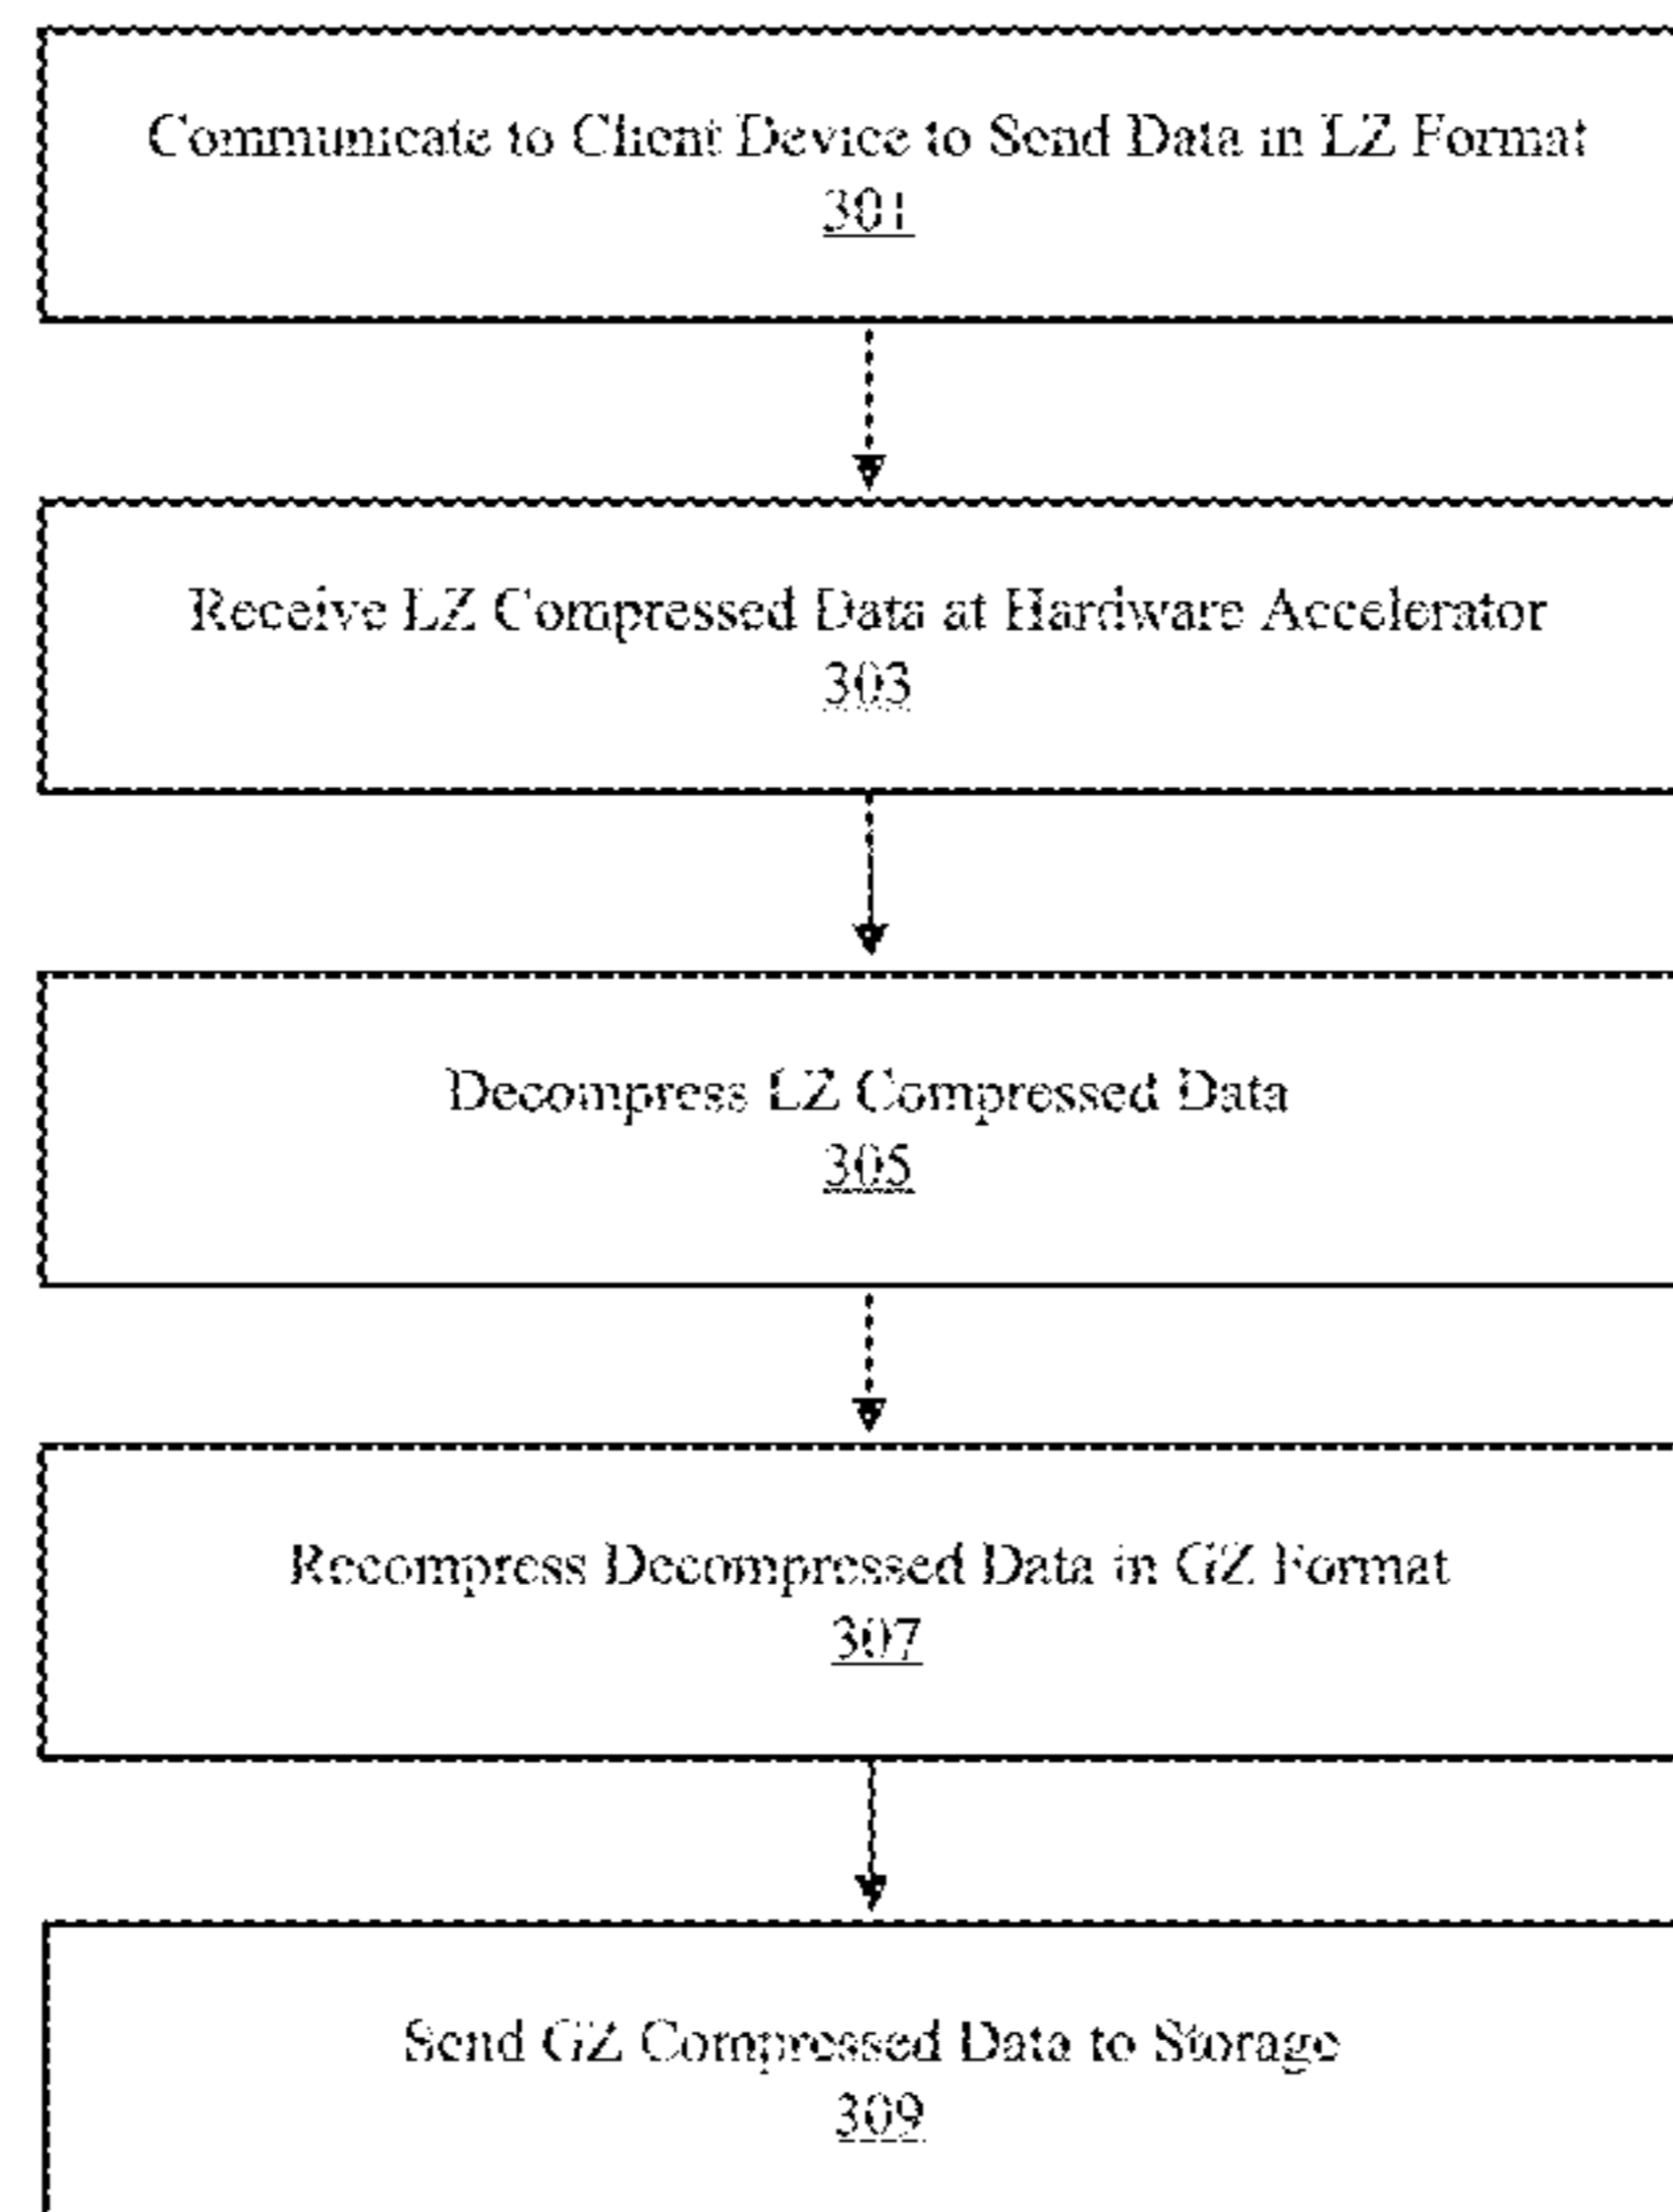 Communicate to Client Device to Send Data in LZ Format
301
Receive LZ Compressed Data at Hardware Accelerator
303
Decompress LZ Compressed Data
305
Recompress Decompressed Data in GZ Format
307
Send GZ Compressed Data to Storage
309